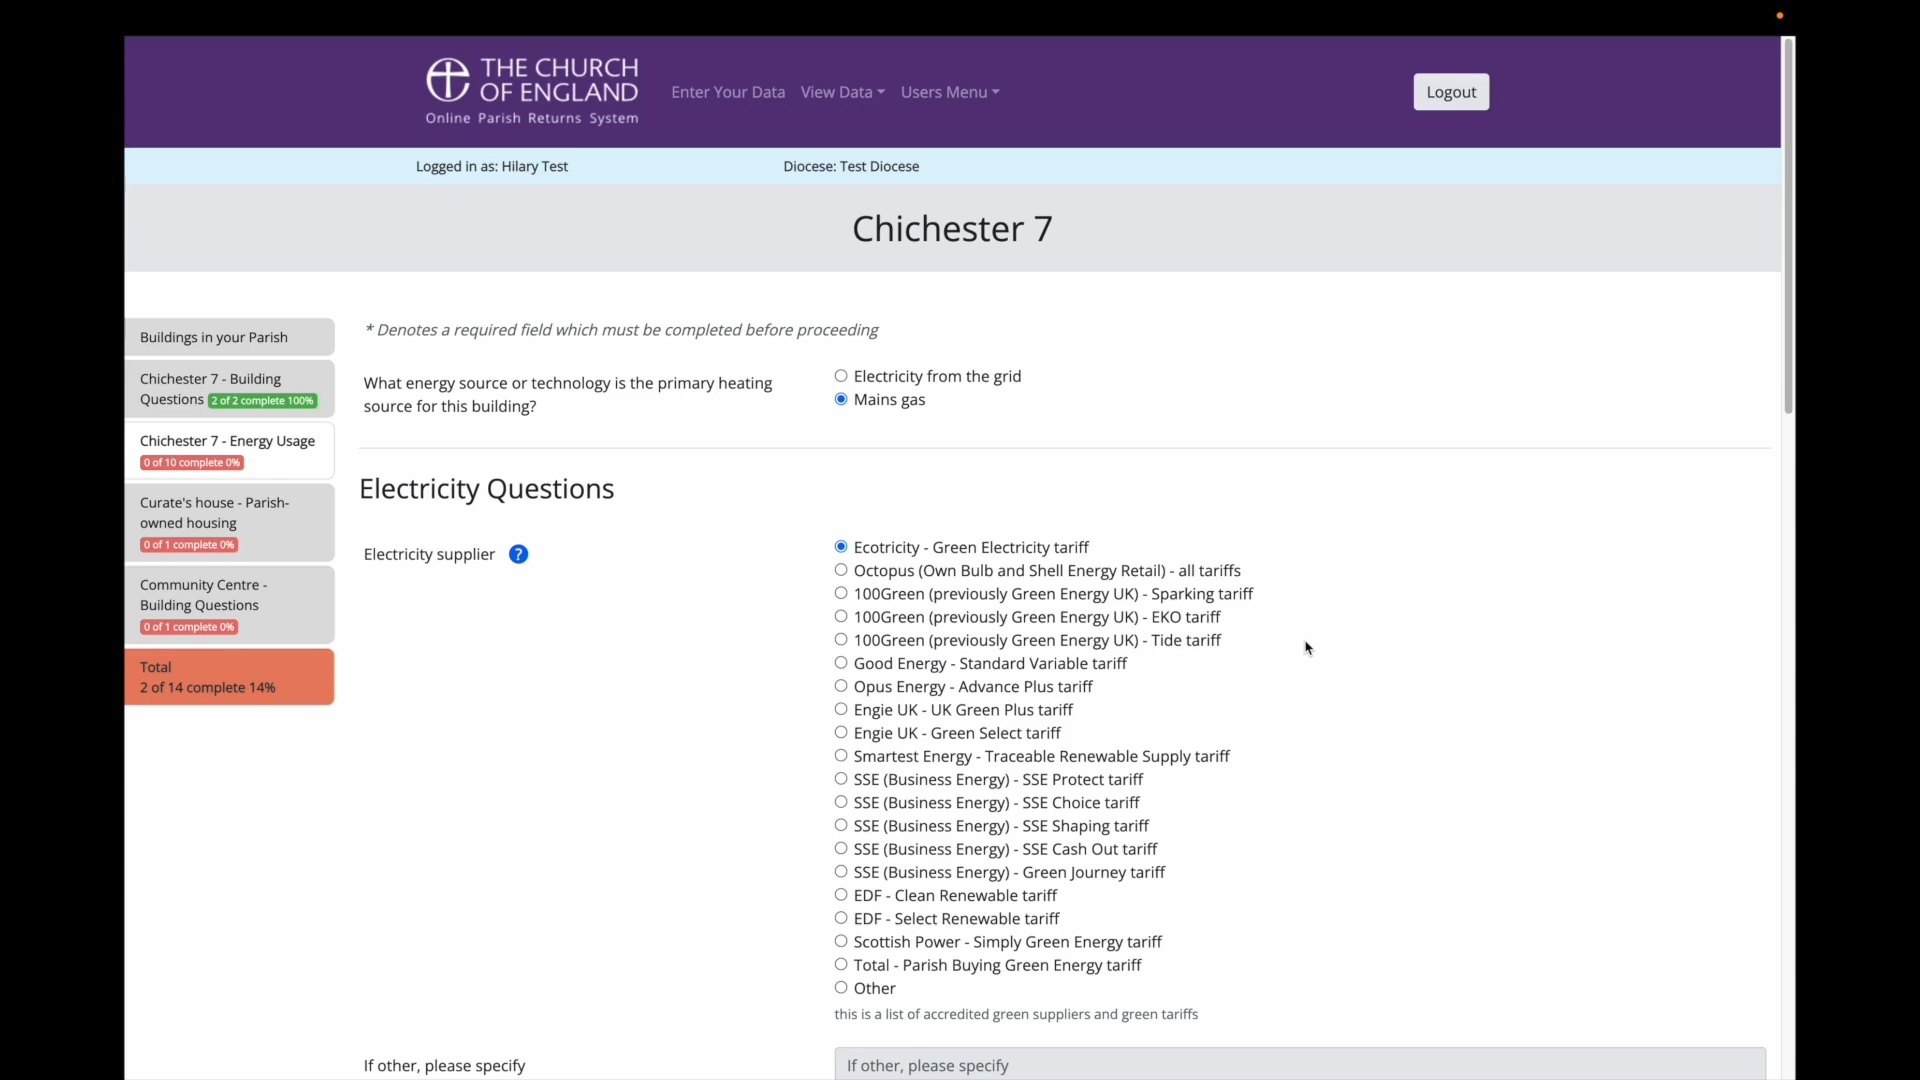 THE CHURCH
OF ENGLAND
Online Parish Returns System
Enter Your Data View Data Users Menu
Logout
Logged in as: Hilary Test
Diocese: Test Diocese
Chichester 7
Buildings in your Parish
Chichester 7 - Building
Questions 2 of 2 complete 100%
Chichester 7 - Energy Usage
0 of 10 complete 0%
Curate's house - Parish-
owned housing
0 of 1 complete 0%
Community Centre -
Building Questions
0 of 1 complete 0%
Total
2 of 14 complete 14%
* Denotes a required field which must be completed before proceeding
What energy source or technology is the primary heating
source for this building?
Electricity from the grid
Mains gas
Electricity Questions
Electricity supplier ?
Ecotricity - Green Electricity tariff
Octopus (Own Bulb and Shell Energy Retail) - all tariffs
100Green (previously Green Energy UK) - Sparking tariff
100Green (previously Green Energy UK) - EKO tariff
100Green (previously Green Energy UK) - Tide tariff
Good Energy - Standard Variable tariff
Opus Energy - Advance Plus tariff
Engie UK - UK Green Plus tariff
Engie UK - Green Select tariff
Smartest Energy - Traceable Renewable Supply tariff
SSE (Business Energy) - SSE Protect tariff
SSE (Business Energy) - SSE Choice tariff
SSE (Business Energy) - SSE Shaping tariff
SSE (Business Energy) - SSE Cash Out tariff
SSE (Business Energy) - Green Journey tariff
EDF - Clean Renewable tariff
EDF - Select Renewable tariff
Scottish Power - Simply Green Energy tariff
Total - Parish Buying Green Energy tariff
Other
this is a list of accredited green suppliers and green tariffs
If other, please specify
If other, please specify